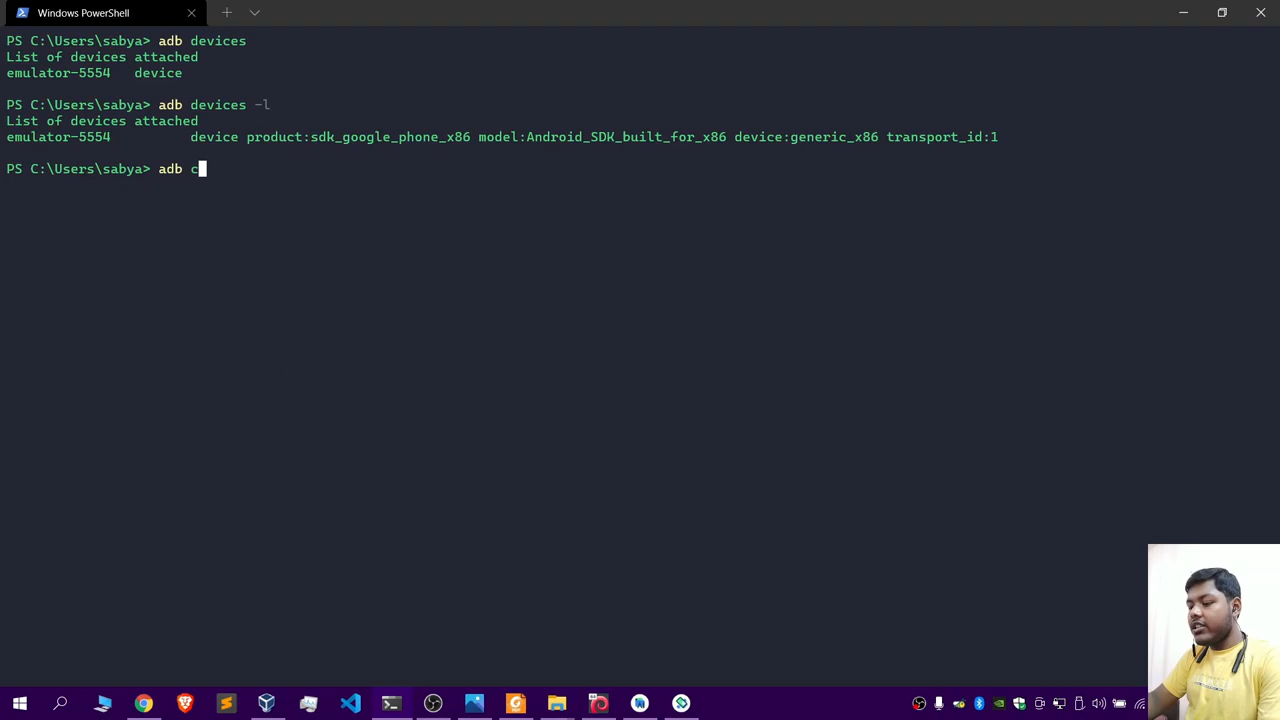 Windows PowerShell
PS C:\Users\sabya> adb devices
List of devices attached
emulator-5554   device
PS C:\Users\sabya> adb devices -l
List of devices attached
emulator-5554          device product:sdk_google_phone_x86 model:Android_SDK_built_for_x86 device:generic_x86 transport_id:1
PS C:\Users\sabya> adb c